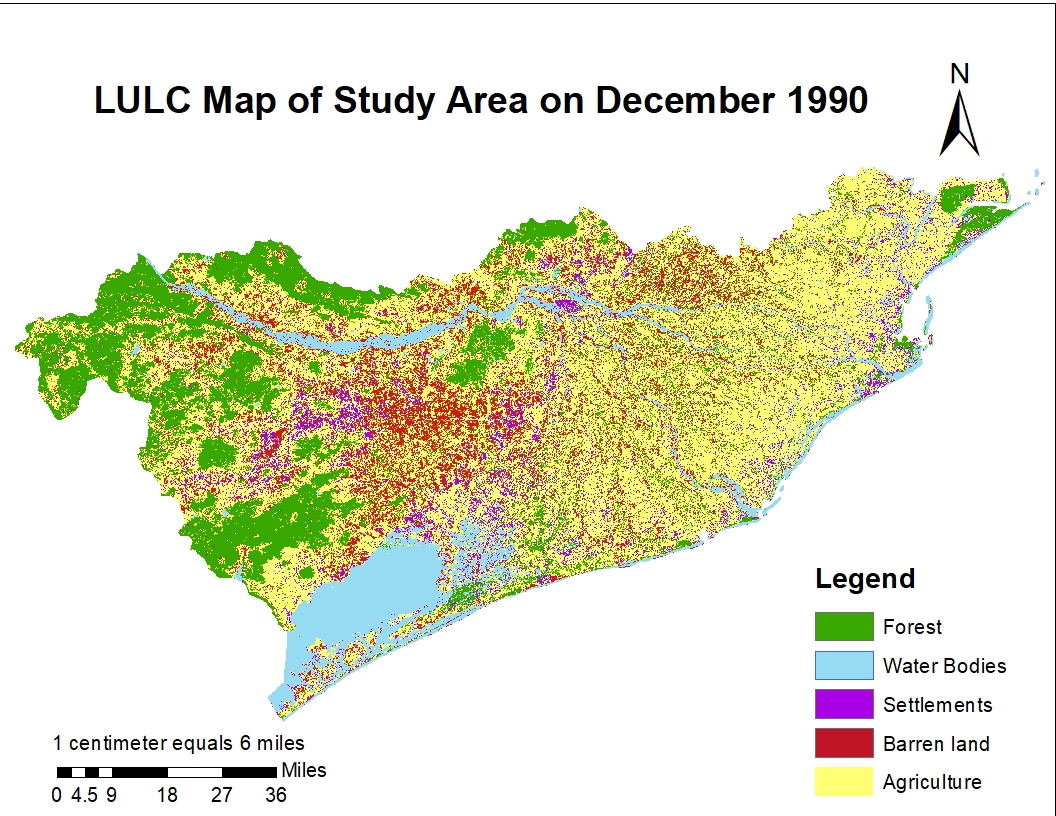 LULC Map of Study Area on December 1990
N
Legend
Forest
Water Bodies
Settlements
Barren land
Agriculture
1 centimeter equals 6 miles
Miles
0 4.5 9 18 27 36